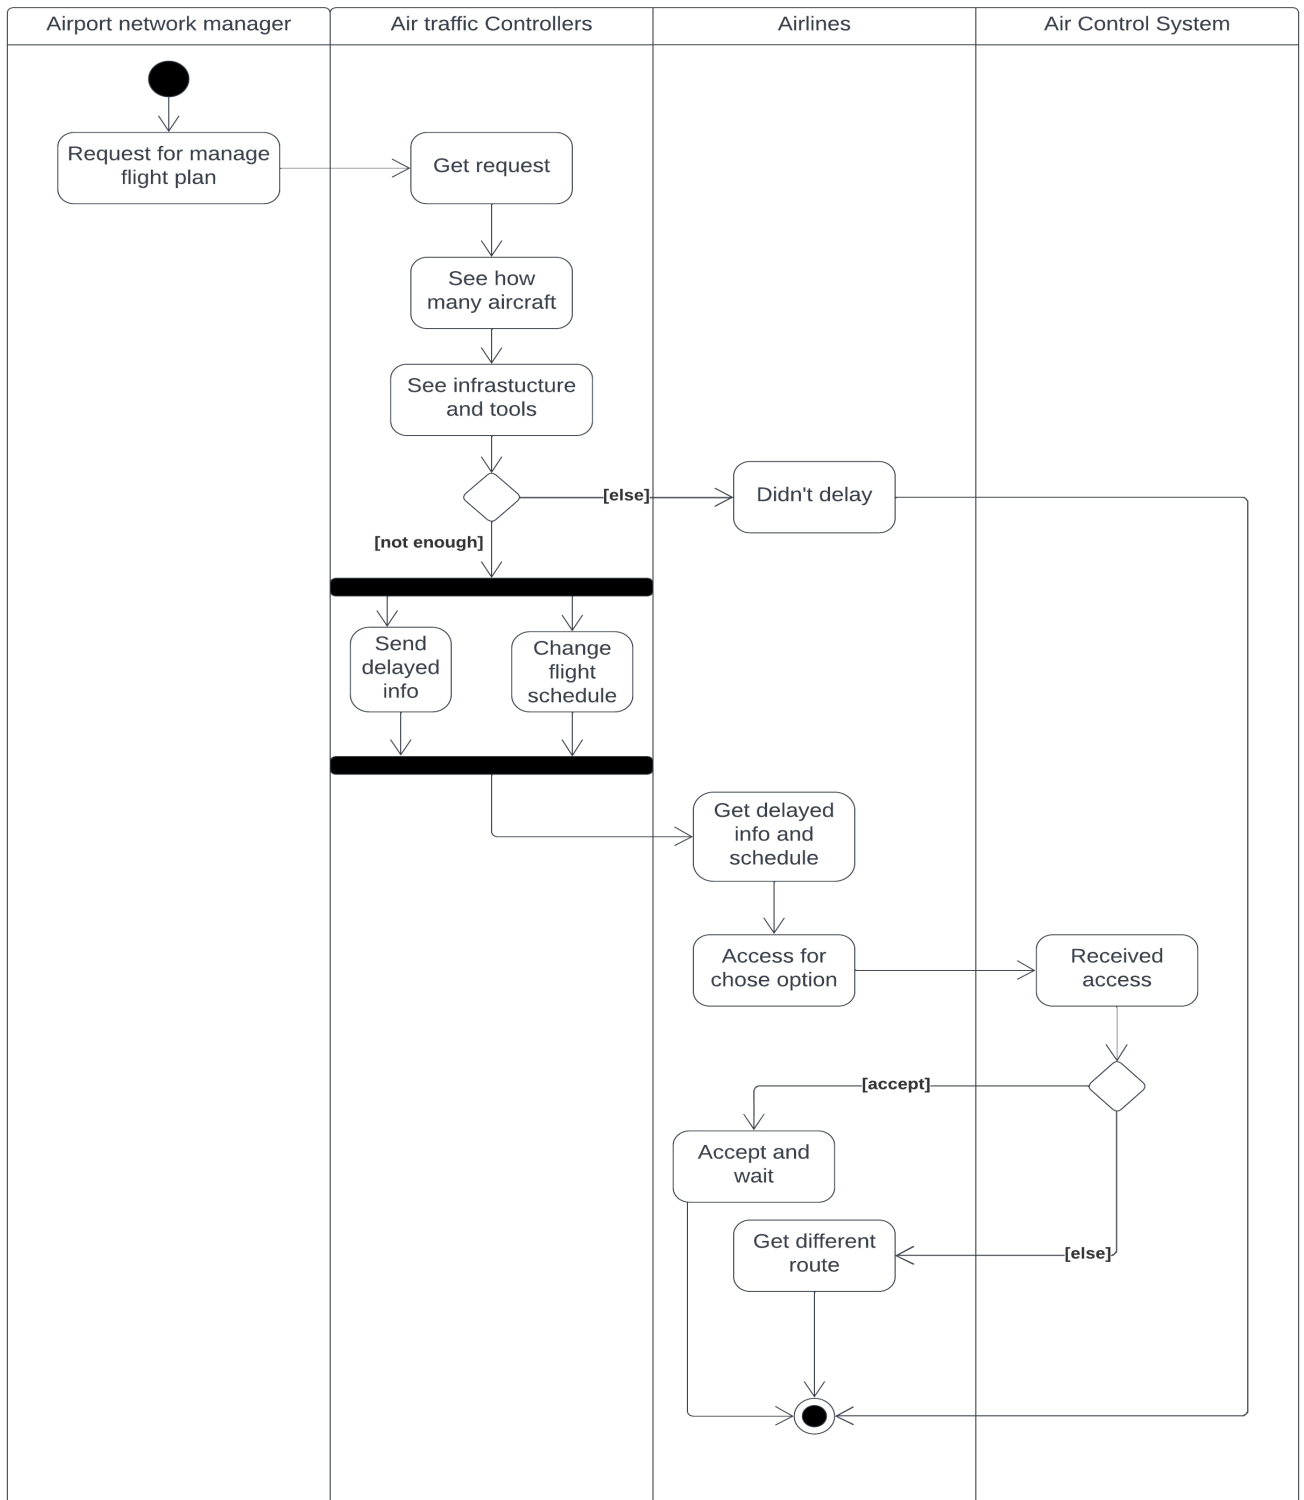 Airport network manager
Air traffic Controllers
Airlines
Air Control System
Request for manage
flight plan
Get request
See how
many aircraft
See infrastucture
and tools
[else]
Didn't delay
[not enough]
Send
delayed
info
Change
flight
schedule
Get delayed
info and
schedule
Access for
chose option
Received
access
[accept]
Accept and
wait
Get different
route
[else]